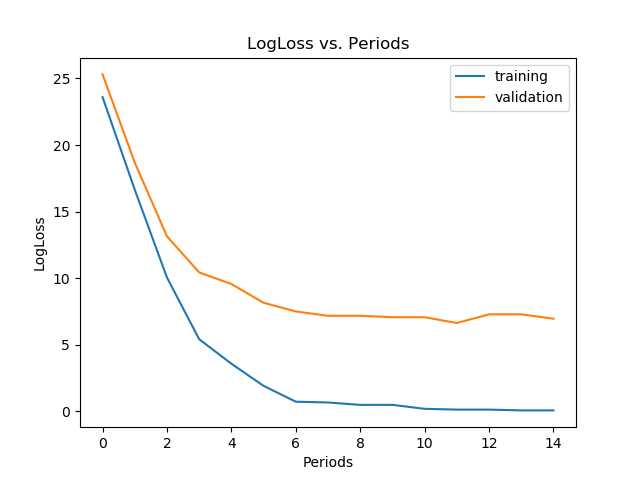 LogLoss vs. Periods
training
validation
LogLoss
25
20
15
10
5
0
0 2 4 6 8 10 12 14
Periods